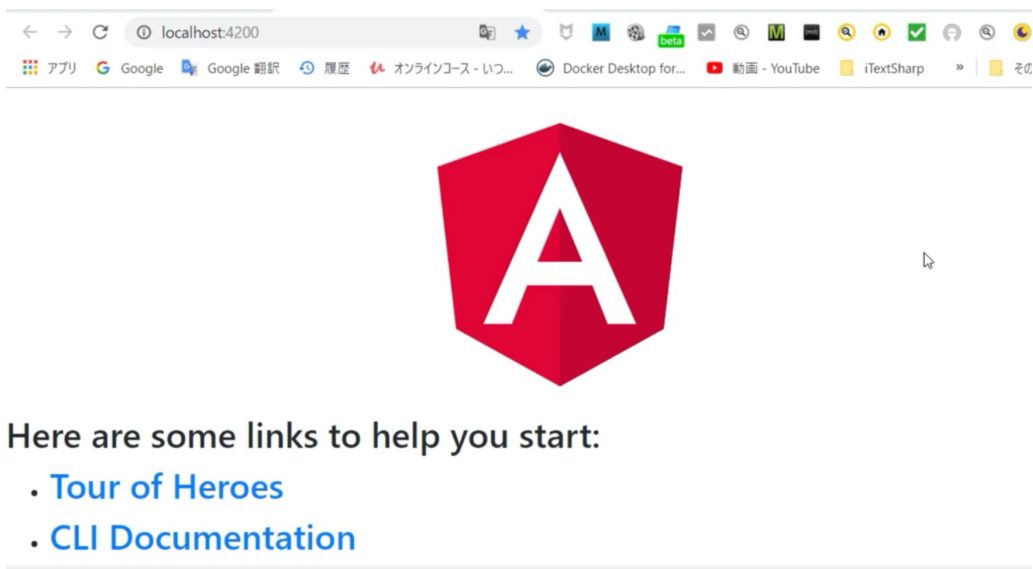 localhost:4200
beta
アプリ Google Google 翻訳 履歴 オンラインコース - いつ... Docker Desktop for... 動画 - YouTube iTextSharp » その
A
Here are some links to help you start:
• Tour of Heroes
• CLI Documentation